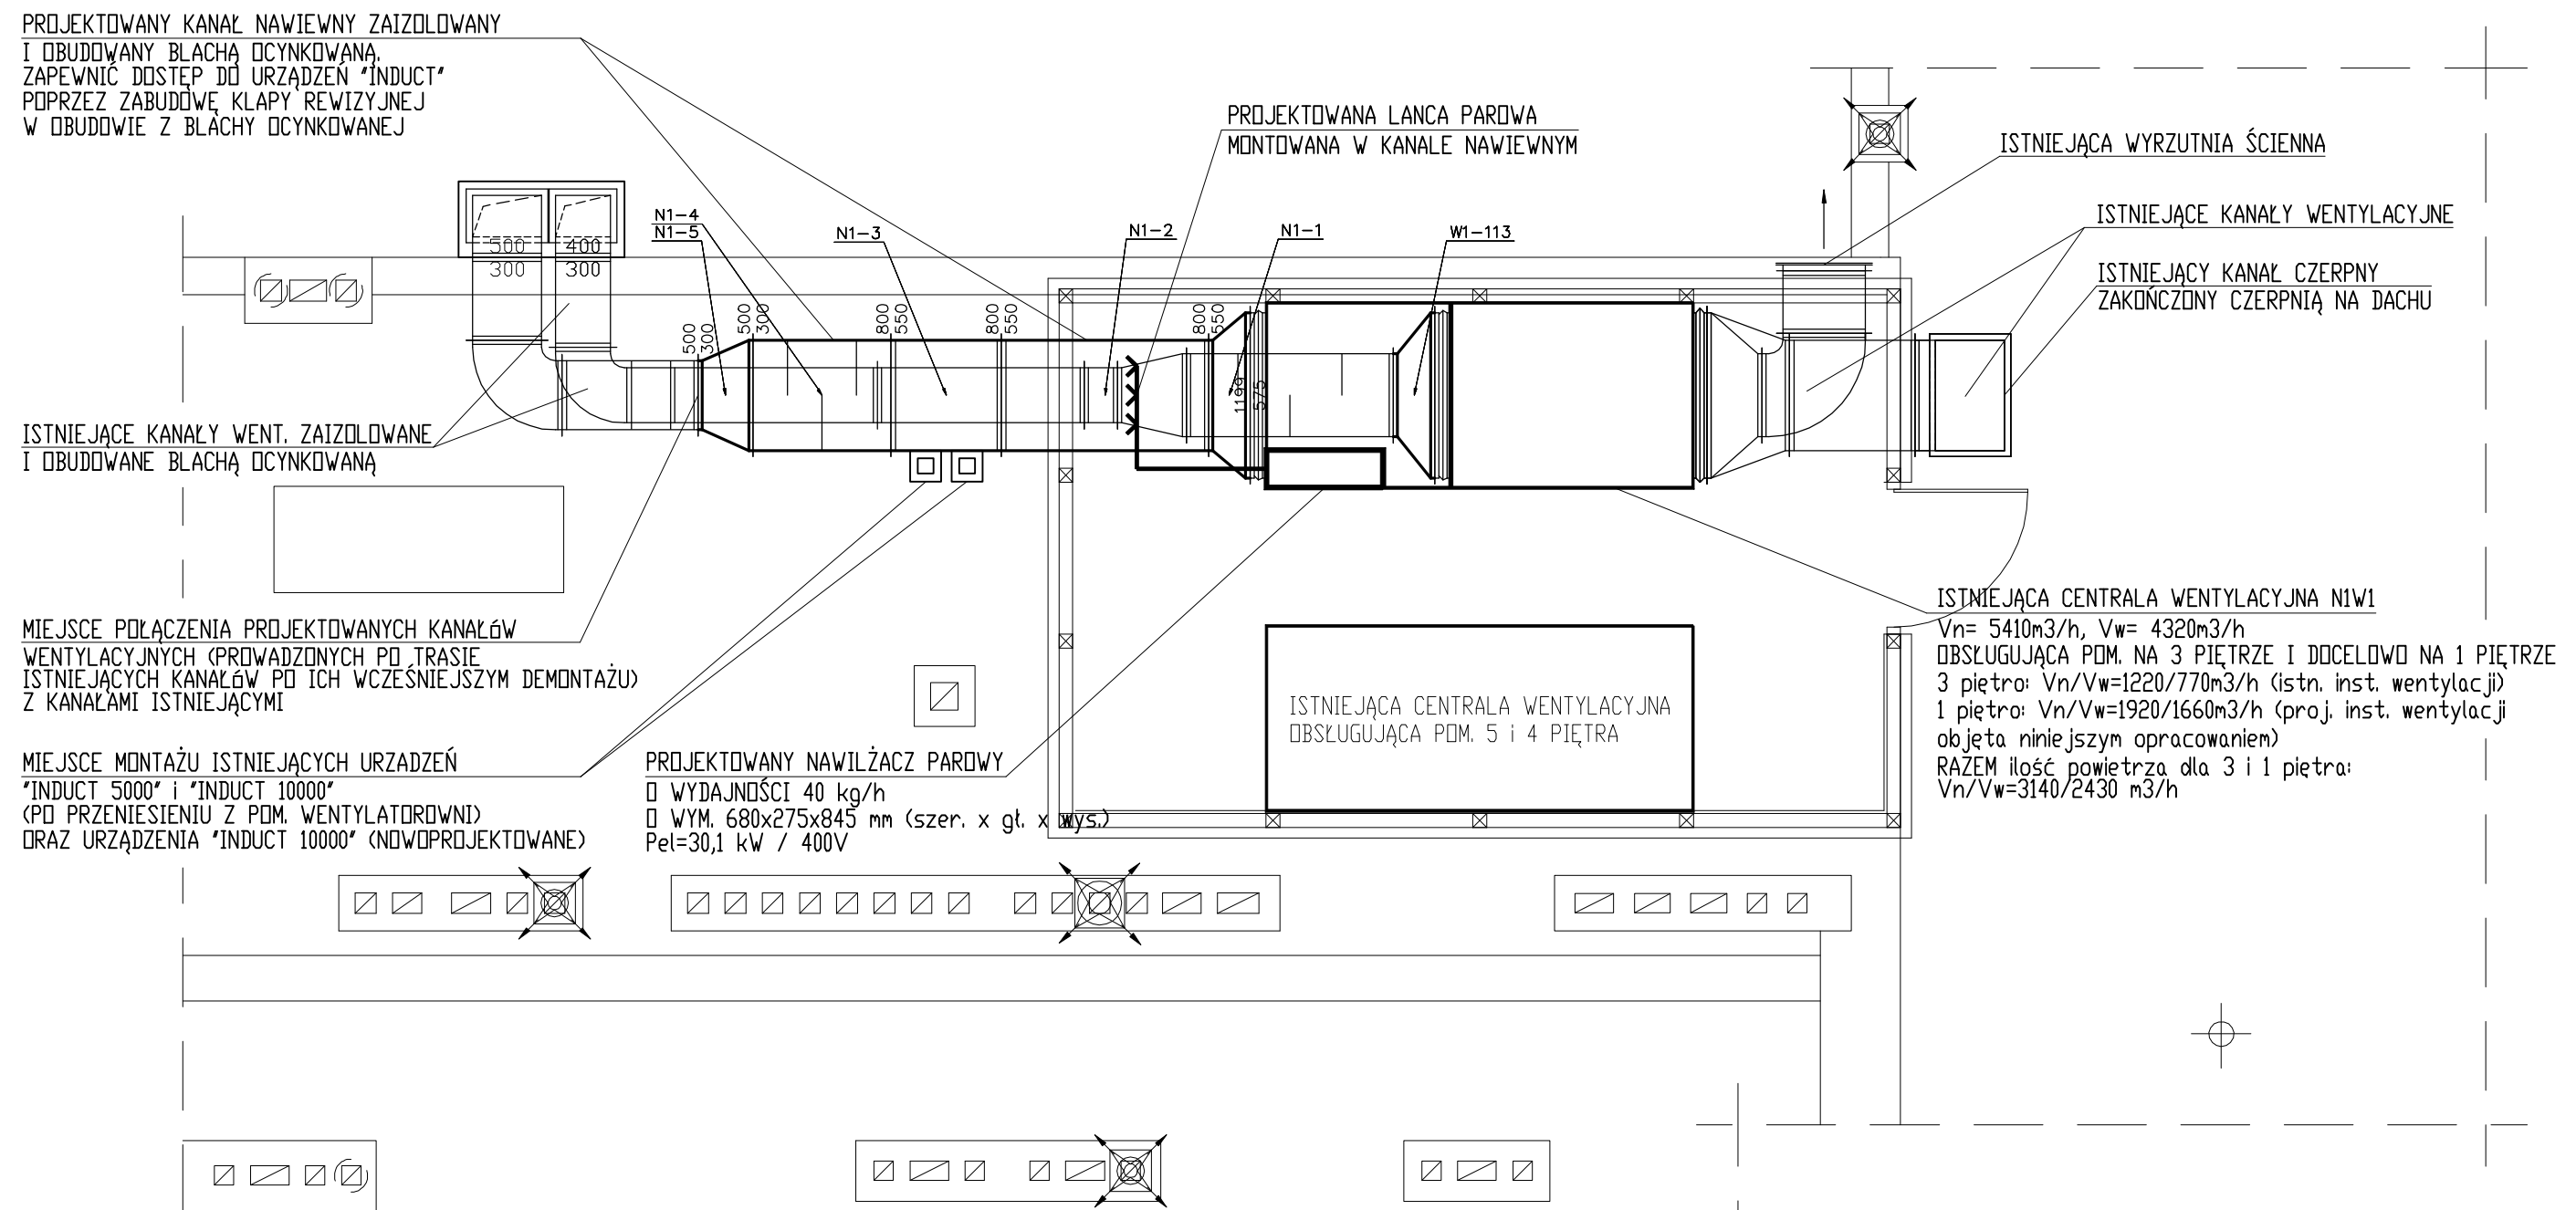 PROJEKTOWANY KANAŁ NAWIEWNY ZAIZOLOWANY
I OBUDOWANY BLACHĄ OCYNKOWANĄ.
ZAPEWNIĆ DOSTĘP DO URZĄDZEŃ "INDUCT"
POPRZEZ ZABUDOWĘ KLAPY REWIZYJNEJ
W OBUDOWIE Z BLACHY OCYNKOWANEJ
PROJEKTOWANA LANCA PAROWA
MONTOWANA W KANALE NAWIEWNYM
ISTNIEJĄCA WYRZUTNIA ŚCIENNA
ISTNIEJĄCE KANAŁY WENTYLACYJNE
ISTNIEJĄCY KANAŁ CZERPNY
ZAKOŃCZONY CZERPNIĄ NA DACHU
N1-4
N1-5
N1-3
N1-2
N1-1
W1-113
500
300
400
300
500
300
500
300
800
550
800
550
800
550
1199
575
ISTNIEJĄCE KANAŁY WENT. ZAIZOLOWANE
I OBUDOWANE BLACHĄ OCYNKOWANĄ
MIEJSCE POŁĄCZENIA PROJEKTOWANYCH KANAŁóW
WENTYLACYJNYCH (PROWADZONYCH PO TRASIE
ISTNIEJĄCYCH KANAŁóW PO ICH WCZEŚNIEJSZYM DEMONTAŻU)
Z KANAŁAMI ISTNIEJĄCYMI
MIEJSCE MONTAŻU ISTNIEJĄCYCH URZADZEŃ
"INDUCT 5000" i "INDUCT 10000"
(PO PRZENIESIENIU Z POM. WENTYLATOROWNI)
ORAZ URZĄDZENIA "INDUCT 10000" (NOWOPROJEKTOWANE)
PROJEKTOWANY NAWILŻACZ PAROWY
O WYDAJNOŚCI 40 kg/h
O WYM. 680x275x845 mm (szer. x gł. x wys.)
Pel=30,1 kW / 400V
ISTNIEJĄCA CENTRALA WENTYLACYJNA
OBSŁUGUJĄCA POM. 5 i 4 PIĘTRA
ISTNIEJĄCA CENTRALA WENTYLACYJNA N1W1
Vn= 5410m3/h, Vw= 4320m3/h
OBSŁUGUJĄCA POM. NA 3 PIĘTRZE I DOCELOWO NA 1 PIĘTRZE
3 piętro: Vn/Vw=1220/770m3/h (istn. inst. wentylacji)
1 piętro: Vn/Vw=1920/1660m3/h (proj. inst. wentylacji
objęta niniejszym opracowaniem)
RAZEM ilość powietrza dla 3 i 1 piętra:
Vn/Vw=3140/2430 m3/h